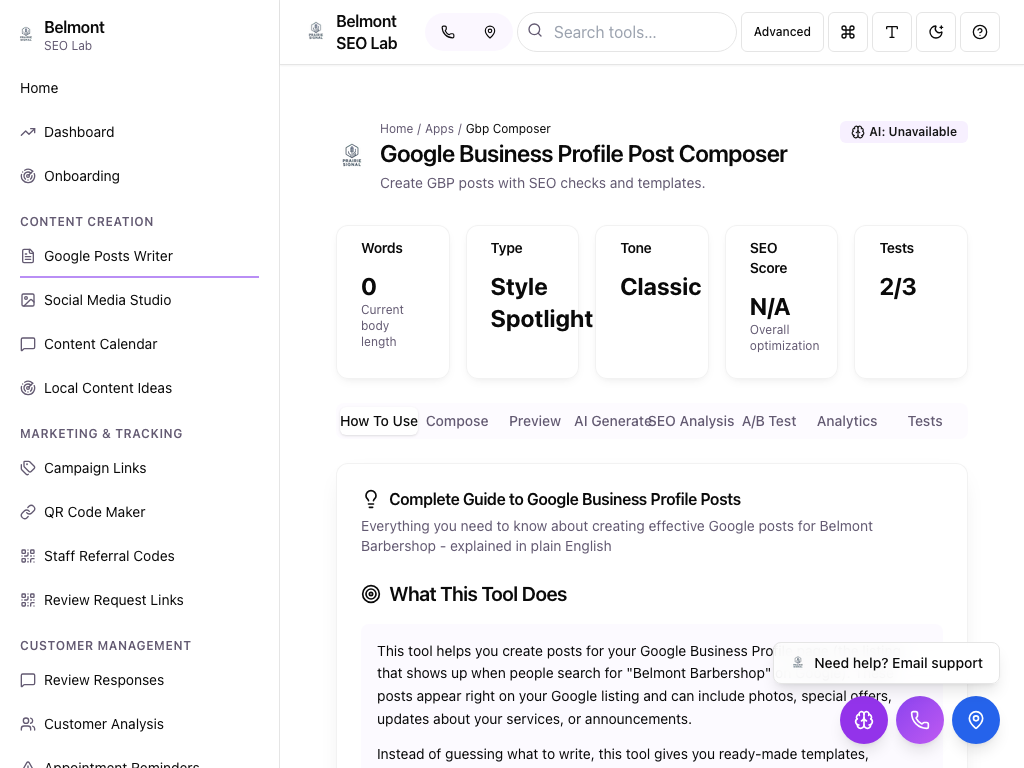 Belmont
SEO Lab
Home
Dashboard
Onboarding
CONTENT CREATION
Google Posts Writer
Social Media Studio
Content Calendar
Local Content Ideas
MARKETING & TRACKING
Campaign Links
QR Code Maker
Staff Referral Codes
Review Request Links
CUSTOMER MANAGEMENT
Review Responses
Customer Analysis
Appointment Reminders
Belmont
SEO Lab
Search tools...
Advanced
Home / Apps / Gbp Composer
AI: Unavailable
PRAIRIE
SIGNAL
Google Business Profile Post Composer
Create GBP posts with SEO checks and templates.
Words
0
Current
body
length
Type
Style
Spotlight
Tone
Classic
SEO
Score
N/A
Overall
optimization
Tests
2/3
How To Use Compose Preview AI Generate SEO Analysis A/B Test Analytics Tests
Complete Guide to Google Business Profile Posts
Everything you need to know about creating effective Google posts for Belmont
Barbershop - explained in plain English
What This Tool Does
This tool helps you create posts for your Google Business
that shows up when people search for "Belmont Barbershop"
posts appear right on your Google listing and can include photos, special offers,
updates about your services, or announcements.
Instead of guessing what to write, this tool gives you ready-made templates,
Need help? Email support